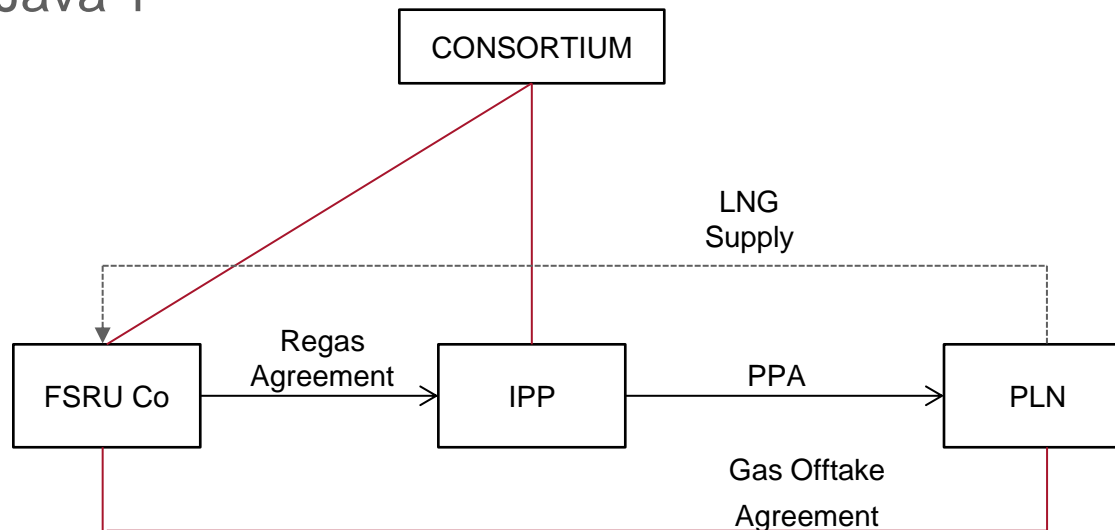 Java 1
CONSORTIUM
LNG
Supply
Regas
Agreement
FSRU Co
IPP
PPA
PLN
Gas Offtake
Agreement